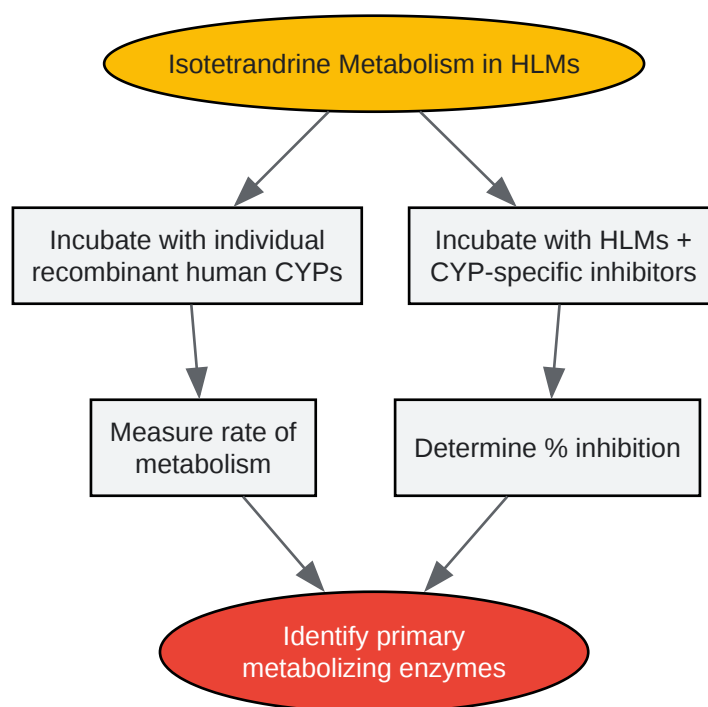 Isotetrandrine Metabolism in HLMs
Incubate with individual
recombinant human CYPs
Incubate with HLMs +
CYP-specific inhibitors
Measure rate of
metabolism
Determine % inhibition
Identify primary
metabolizing enzymes